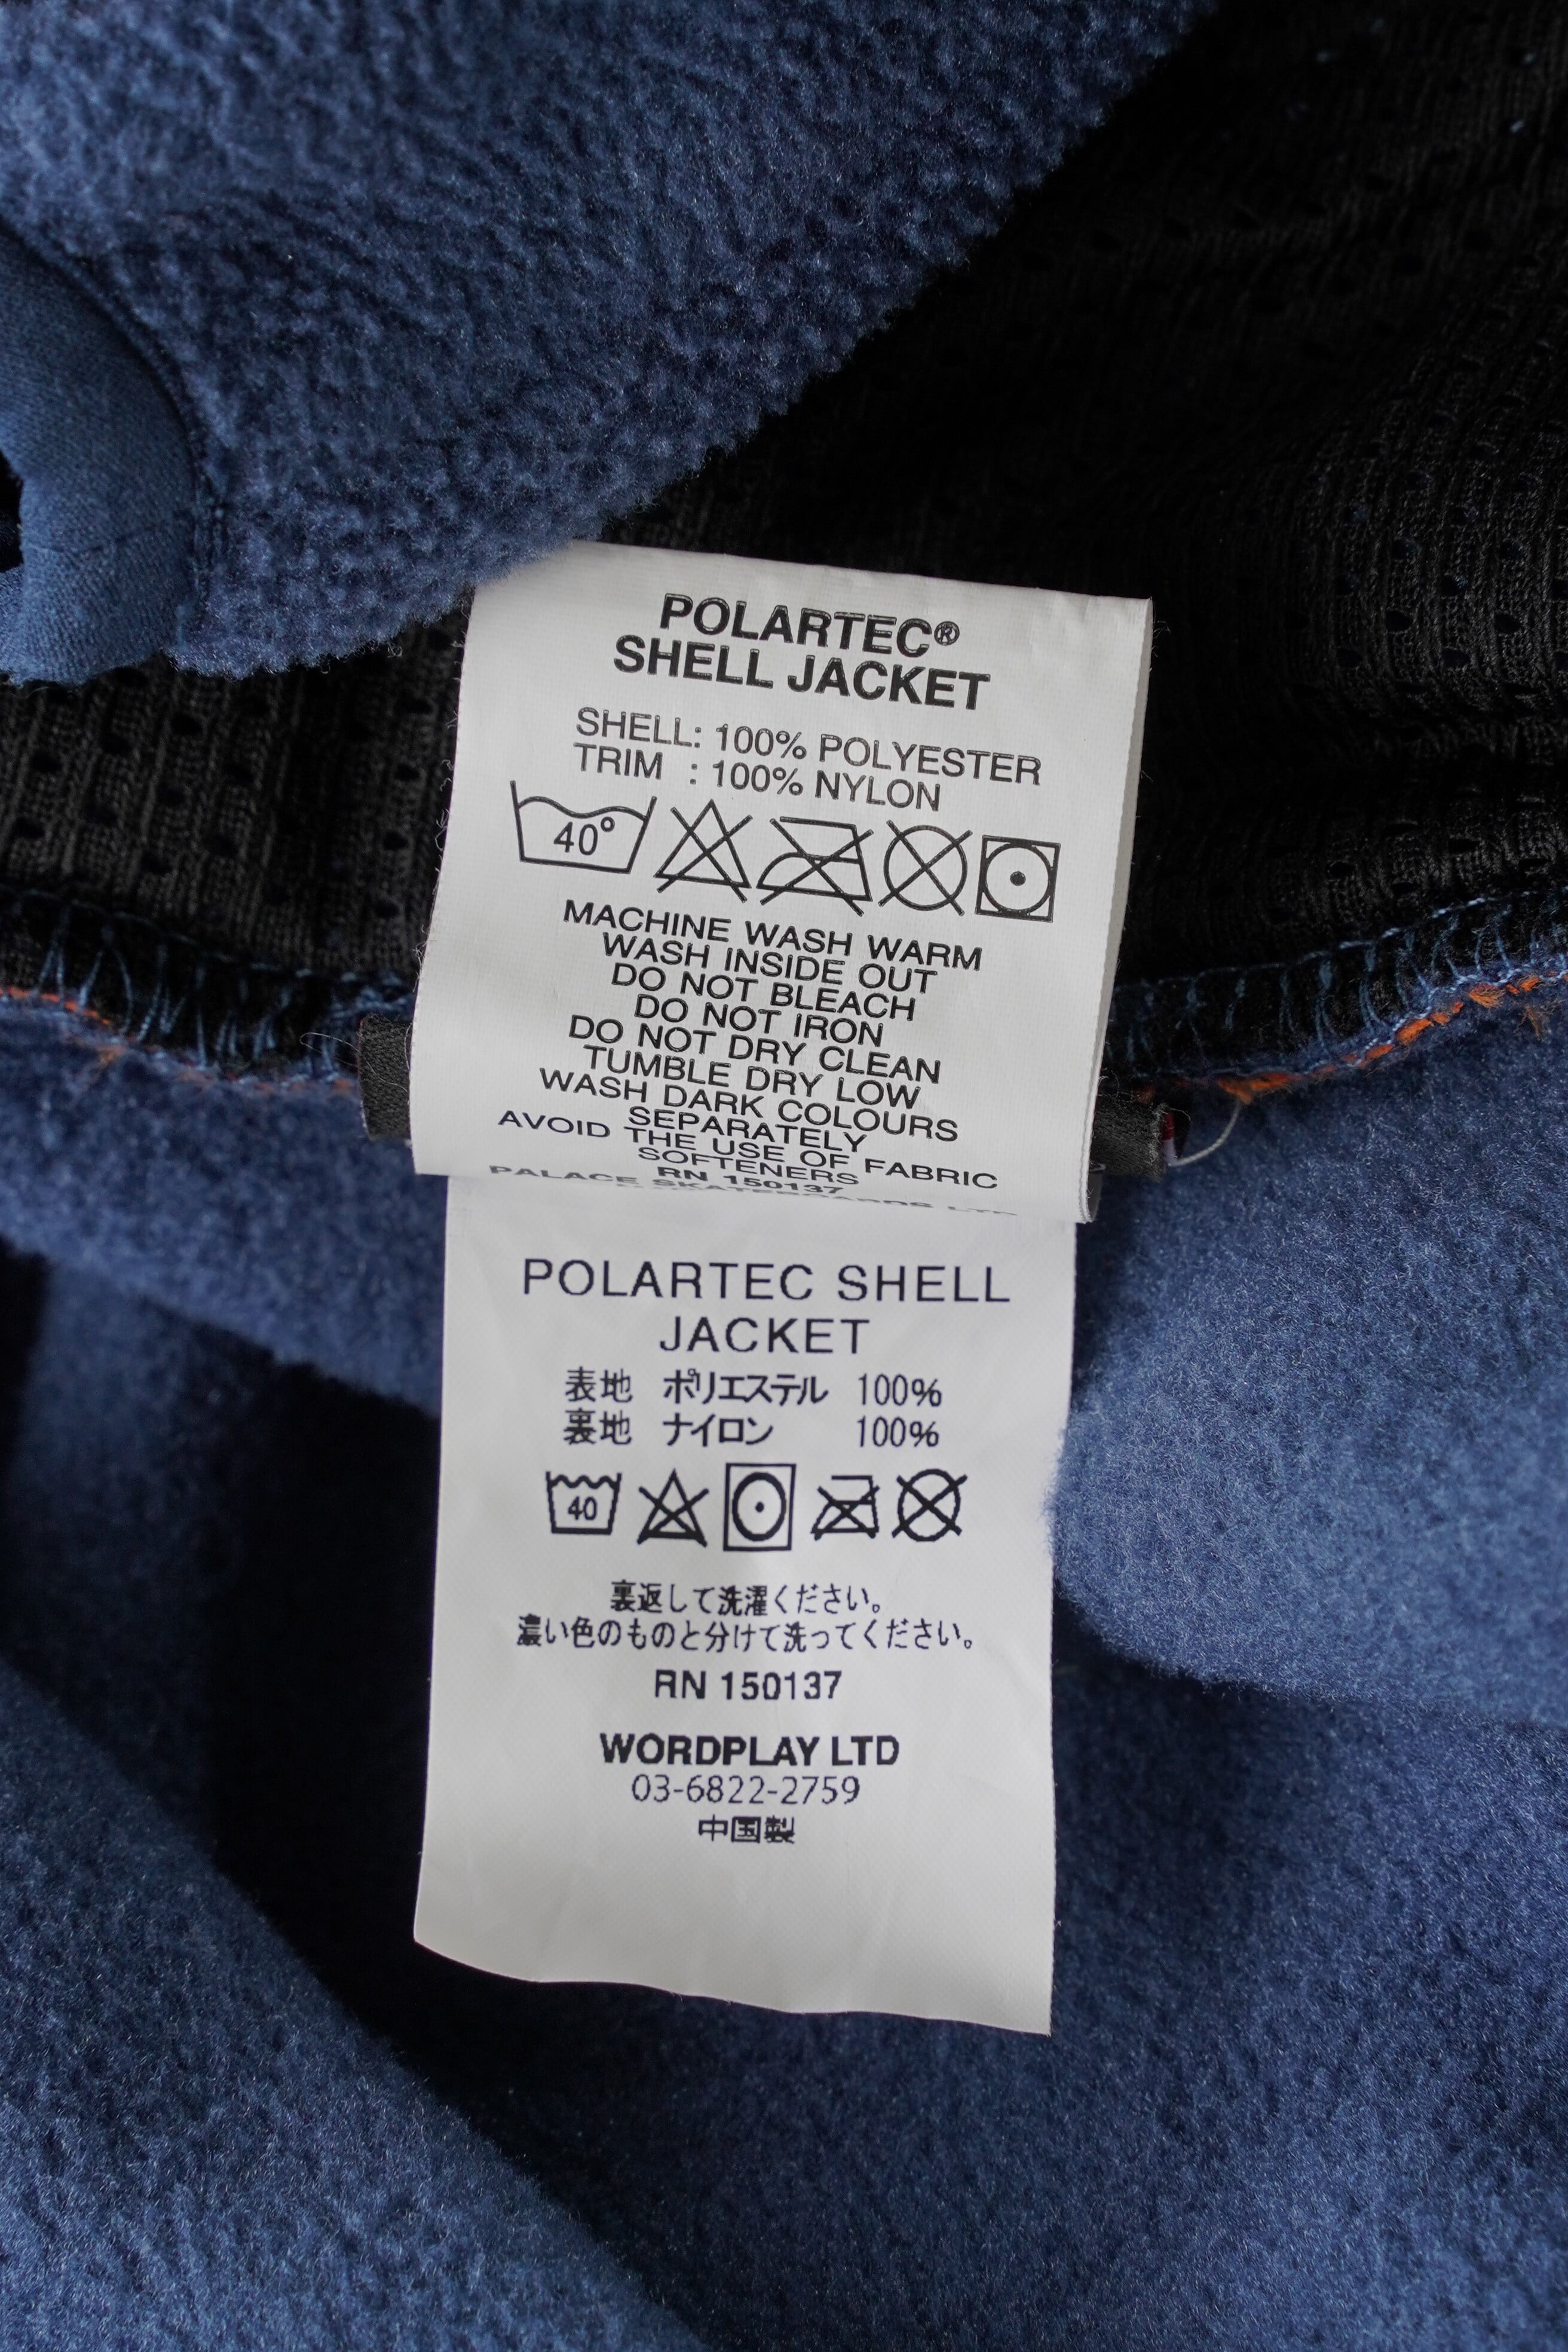 POLARTEC®
SHELL JACKET
SHELL: 100% POLYESTER
TRIM : 100% NYLON
40°
MACHINE WASH WARM
WASH INSIDE OUT
DO NOT BLEACH
DO NOT IRON
DO NOT DRY CLEAN
TUMBLE DRY LOW
WASH DARK COLOURS
SEPARATELY
AVOID THE USE OF FABRIC
SOFTENERS
RN 150137
PALACE SKATEBOARDS LTD
POLARTEC SHELL
JACKET
表地 ポリエステル 100%
裏地 ナイロン 100%
40
裏返して洗濯ください。
濃い色のものと分けて洗ってください。
RN 150137
WORDPLAY LTD
03-6822-2759
中国製